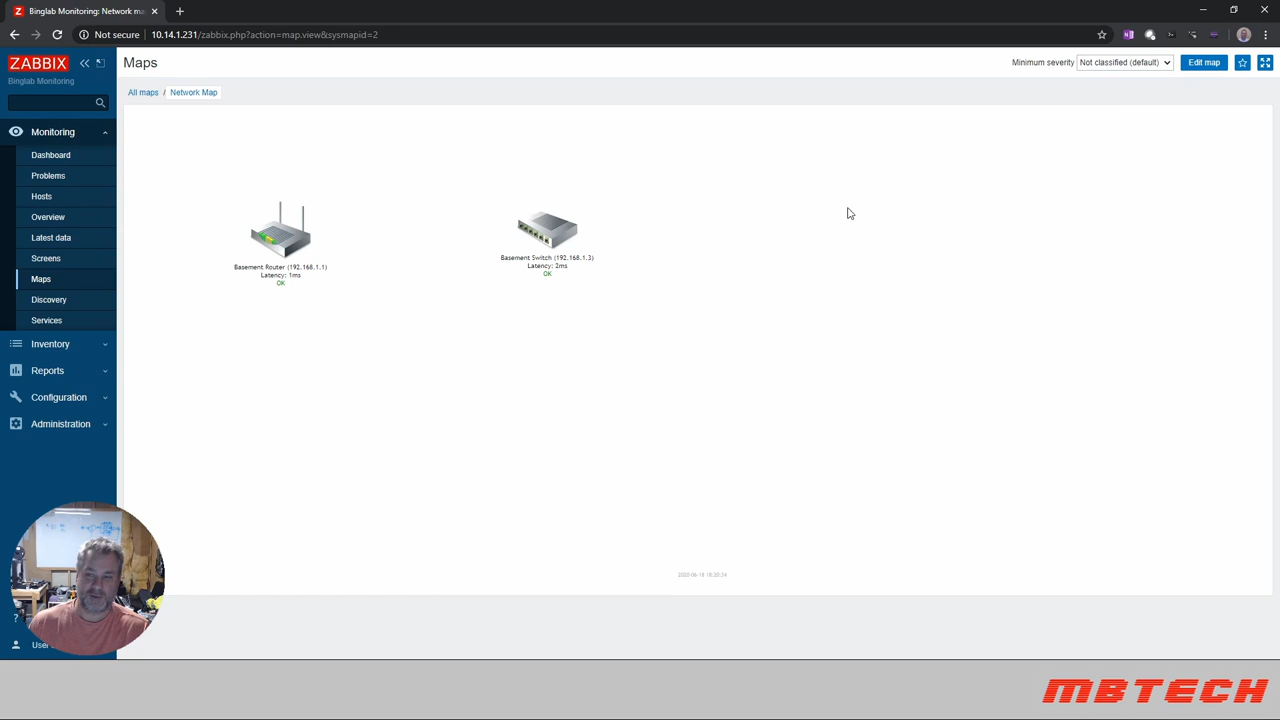 Binglab Monitoring: Network ma
Not secure
10.14.1.231/zabbix.php?action=map.view&sysmapid=2
ZABBIX
Binglab Monitoring
Monitoring
Dashboard
Problems
Hosts
Overview
Latest data
Screens
Maps
Discovery
Services
Inventory
Reports
Configuration
Administration
?
User
Maps
Minimum severity
Not classified (default)
Edit map
All maps / Network Map
Basement Router (192.168.1.1)
Latency: 1ms
OK
Basement Switch (192.168.1.3)
Latency: 2ms
OK
MBTECH